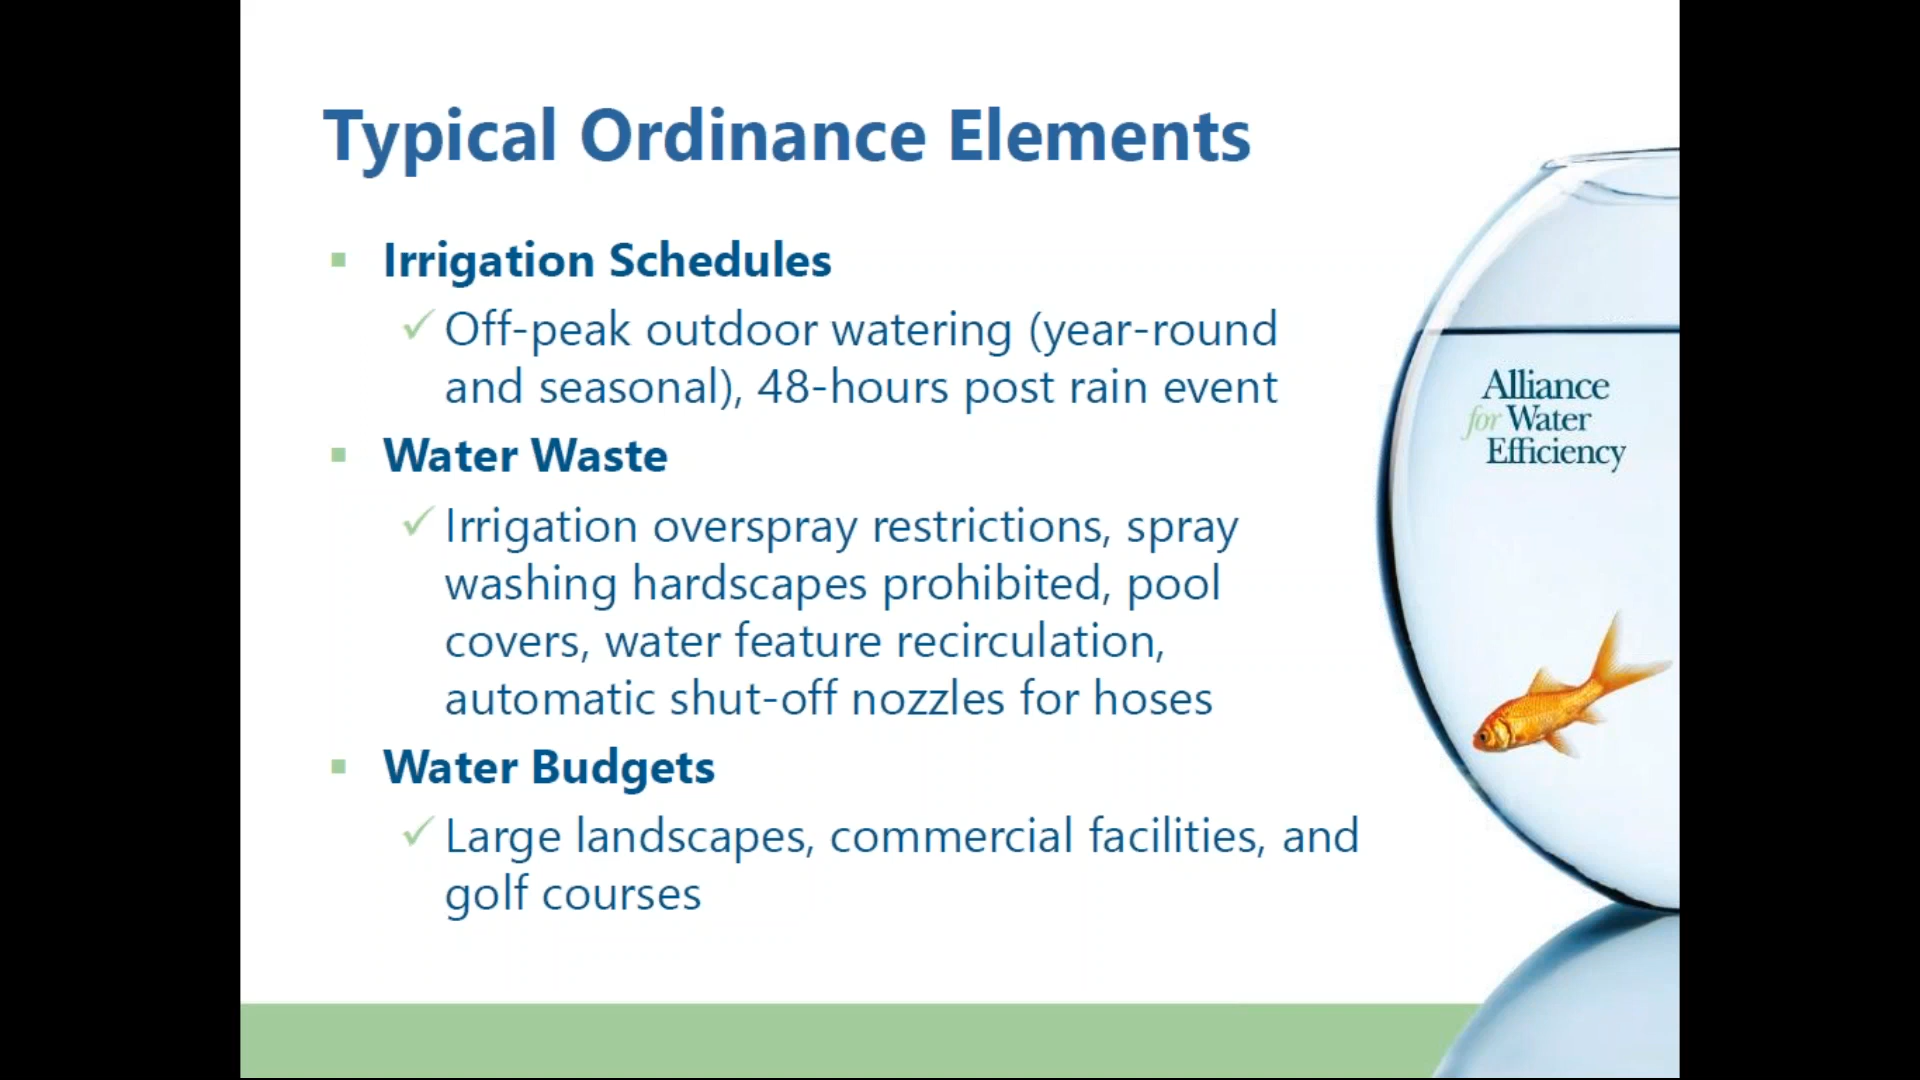 Typical Ordinance Elements
Irrigation Schedules
Off-peak outdoor watering (year-round
and seasonal), 48-hours post rain event
Water Waste
Irrigation overspray restrictions, spray
washing hardscapes prohibited, pool
covers, water feature recirculation,
automatic shut-off nozzles for hoses
Water Budgets
Large landscapes, commercial facilities, and
golf courses
Alliance
for Water
Efficiency